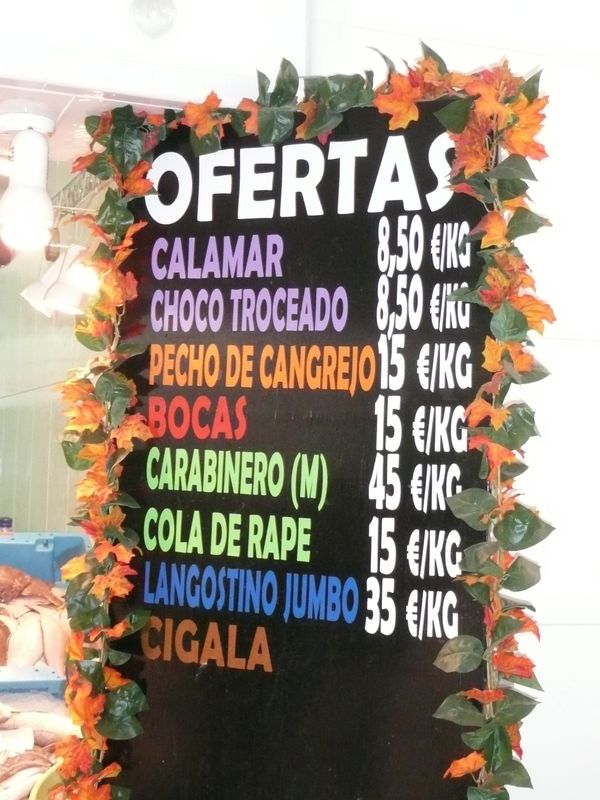 OFERTAS
CALAMAR 8,50 €/KG
CHOCO TROCEADO 8,50 €/KG
PECHO DE CANGREJO 15 €/KG
BOCAS 15 €/KG
CARABINERO (M) 45 €/KG
COLA DE RAPE 15 €/KG
LANGOSTINO JUMBO 35 €/KG
CIGALA